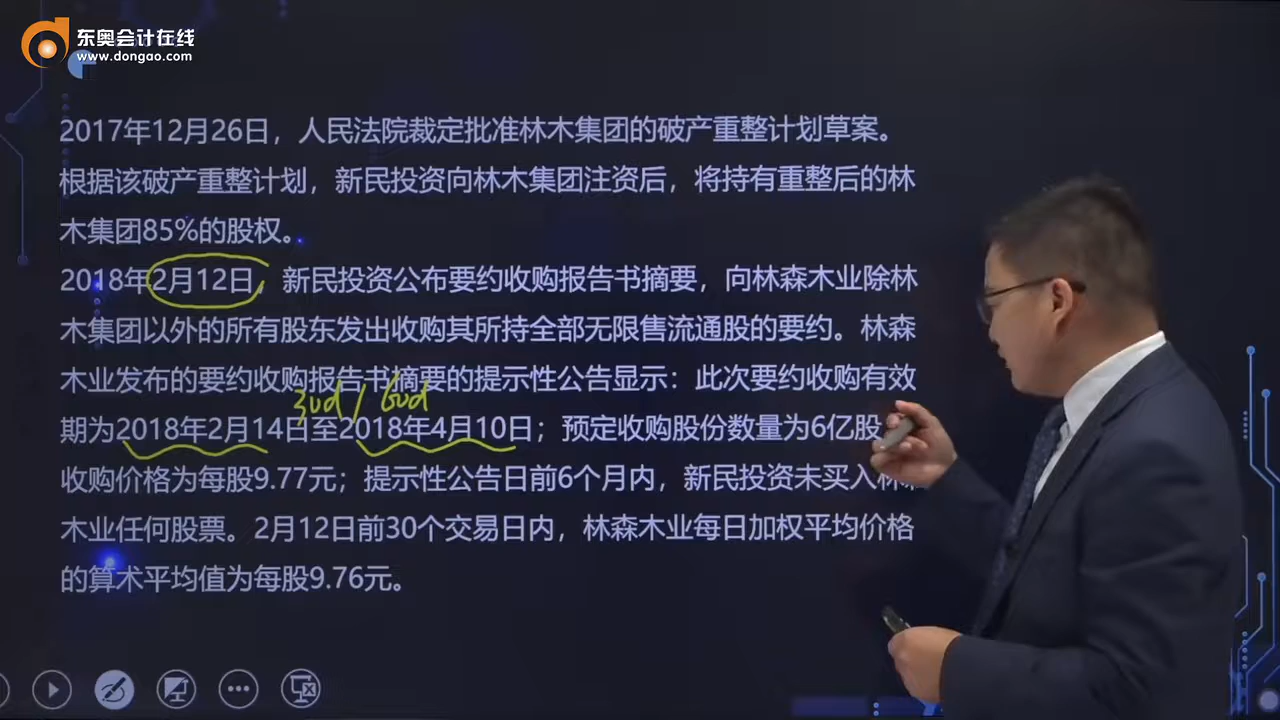 东奥会计在线
www.dongao.com
2017年12月26日，人民法院裁定批准林木集团的破产重整计划草案。
根据该破产重整计划，新民投资向林木集团注资后，将持有重整后的林
木集团85%的股权。
2018年2月12日，新民投资公布要约收购报告书摘要，向林森木业除林
木集团以外的所有股东发出收购其所持全部无限售流通股的要约。林森
木业发布的要约收购报告书摘要的提示性公告显示：此次要约收购有效
30d / 60d
期为2018年2月14日至2018年4月10日；预定收购股份数量为6亿股
收购价格为每股9.77元；提示性公告日前6个月内，新民投资未买入林
木业任何股票。2月12日前30个交易日内，林森木业每日加权平均价格
的算术平均值为每股9.76元。